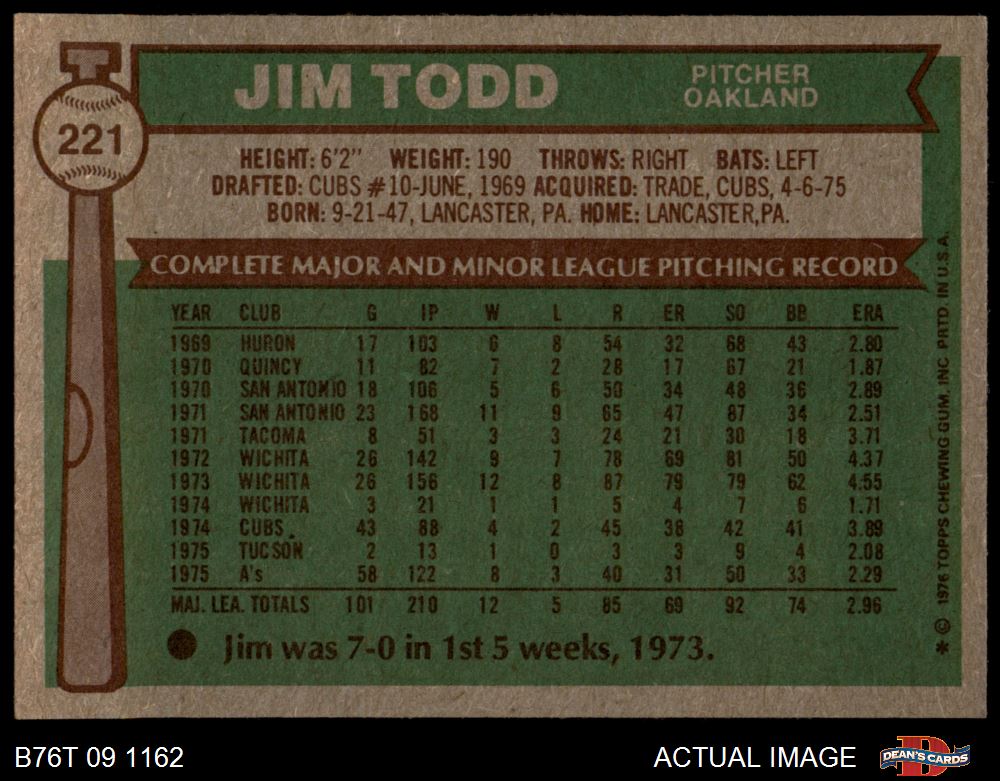 JIM TODD
PITCHER
OAKLAND
221
HEIGHT: 6'2" WEIGHT: 190 THROWS: RIGHT BATS: LEFT
DRAFTED: CUBS #10-JUNE, 1969 ACQUIRED: TRADE, CUBS, 4-6-75
BORN: 9-21-47, LANCASTER, PA. HOME: LANCASTER, PA.
COMPLETE MAJOR AND MINOR LEAGUE PITCHING RECORD
YEAR CLUB G IP W L R ER SO BB ERA
1969 HURON 17 103 6 8 54 32 68 43 2.80
1970 QUINCY 11 82 7 2 28 17 67 21 1.87
1970 SAN ANTONIO 18 106 5 6 50 34 48 36 2.89
1971 SAN ANTONIO 23 168 11 9 65 47 87 34 2.51
1971 TACOMA 8 51 3 3 24 21 30 18 3.71
1972 WICHITA 26 142 9 7 78 69 81 50 4.37
1973 WICHITA 26 156 12 8 87 79 79 62 4.55
1974 WICHITA 3 21 1 1 5 4 7 6 1.71
1974 CUBS 43 88 4 2 45 38 42 41 3.89
1975 TUCSON 2 13 1 0 3 3 9 4 2.08
1975 A's 58 122 8 3 40 31 50 33 2.29
MAJ. LEA. TOTALS 101 210 12 5 85 69 92 74 2.96
● Jim was 7-0 in 1st 5 weeks, 1973.
* © 1976 TOPPS CHEWING GUM, INC. PRTD IN U.S.A.
B76T 09 1162
ACTUAL IMAGE
DEAN'S CARDS